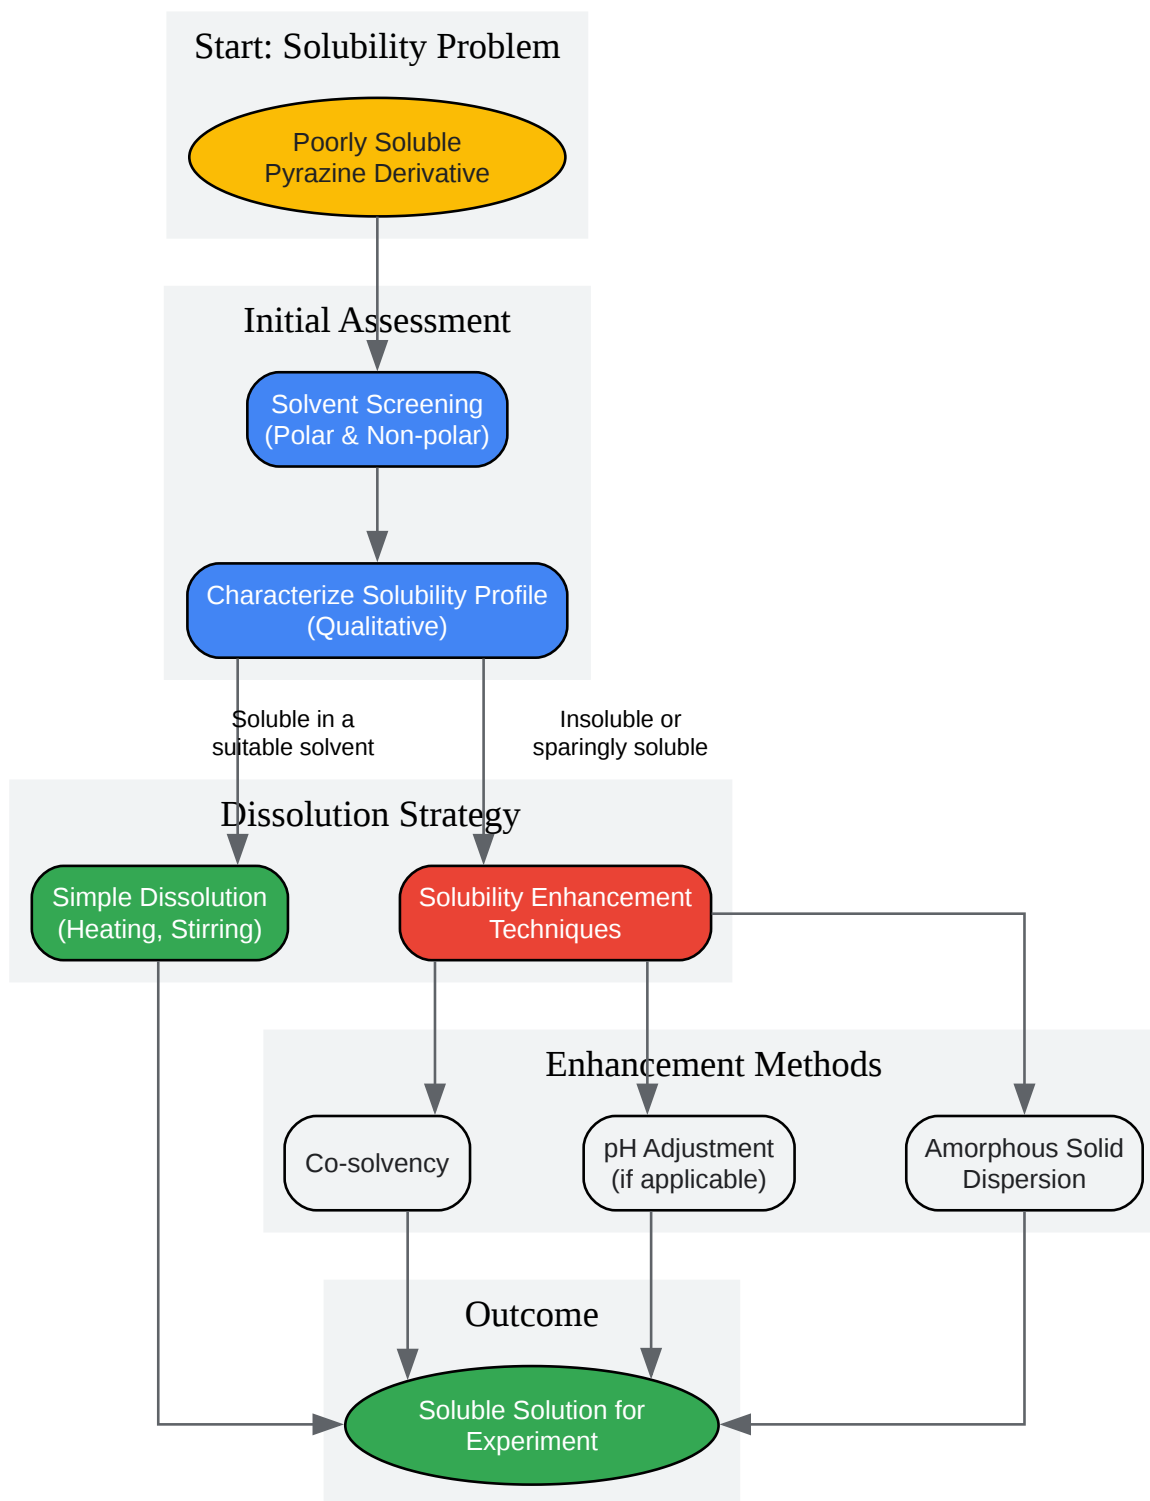 Start: Solubility Problem
Poorly Soluble
Pyrazine Derivative
Initial Assessment
Solvent Screening
(Polar & Non-polar)
Characterize Solubility Profile
(Qualitative)
Soluble in a
suitable solvent
Insoluble or
sparingly soluble
Dissolution Strategy
Simple Dissolution
(Heating, Stirring)
Solubility Enhancement
Techniques
Enhancement Methods
Co-solvency
pH Adjustment
(if applicable)
Amorphous Solid
Dispersion
Outcome
Soluble Solution for
Experiment